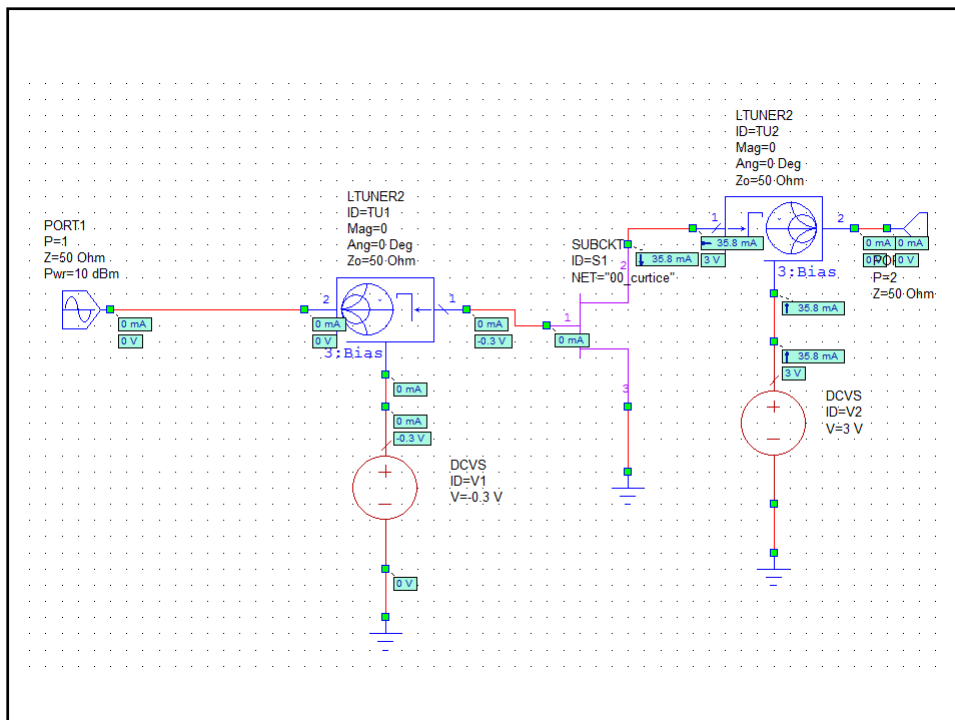 LTUNER2
ID=TU2
Mag=0
Ang=0 Deg
Zo=50 Ohm
1
2
3:Bias
LTUNER2
ID=TU1
Mag=0
Ang=0 Deg
Zo=50 Ohm
2
1
3:Bias
PORT1
P=1
Z=50 Ohm
Pwr=10 dBm
SUBCKT
ID=S1
NET="00_curtice"
2
1
3
35.8 mA
35.8 mA
3 V
0 mA
0 mA
0 V
P=2
Z=50 Ohm
0 mA
0 V
0 mA
0 V
0 mA
-0.3 V
0 mA
35.8 mA
35.8 mA
3 V
0 mA
0 mA
-0.3 V
DCVS
ID=V2
V=3 V
DCVS
ID=V1
V=-0.3 V
0 V